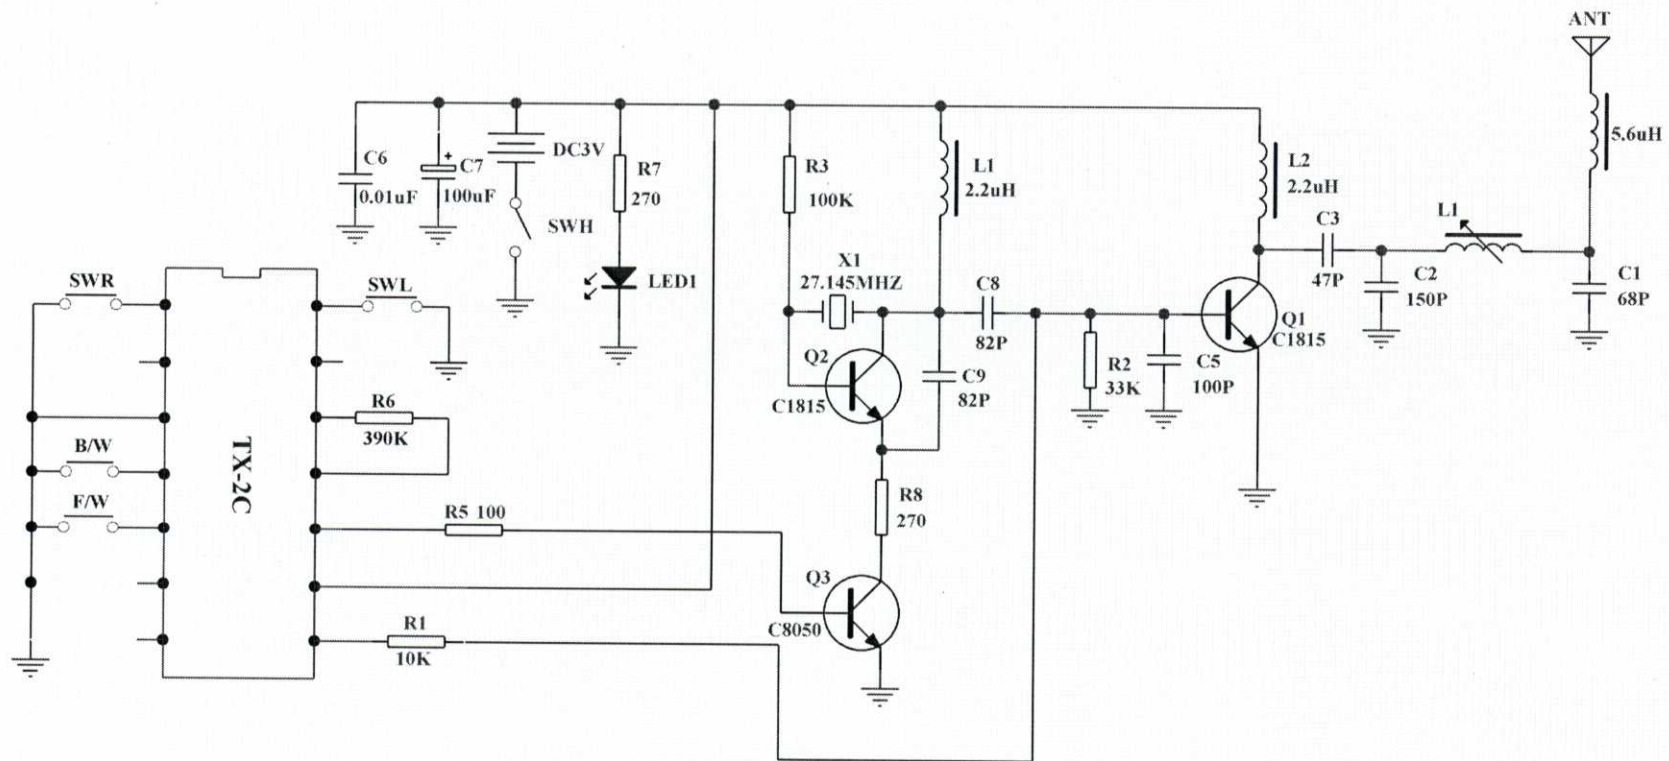 ANT
5.6uH
C6
0.01uF
C7
100uF
+
DC3V
SWH
R7
270
LED1
R3
100K
L1
2.2uH
L2
2.2uH
C3
47P
L1
C2
150P
C1
68P
X1
27.145MHZ
C8
82P
Q1
C1815
R2
33K
C5
100P
Q2
C1815
C9
82P
R8
270
Q3
C8050
SWR
SWL
R6
390K
B/W
F/W
TX-2C
R5 100
R1
10K